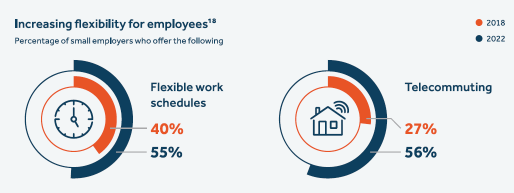 Increasing flexibility for employees¹⁸
Percentage of small employers who offer the following
2018
2022
Flexible work
schedules
40%
55%
Telecommuting
27%
56%